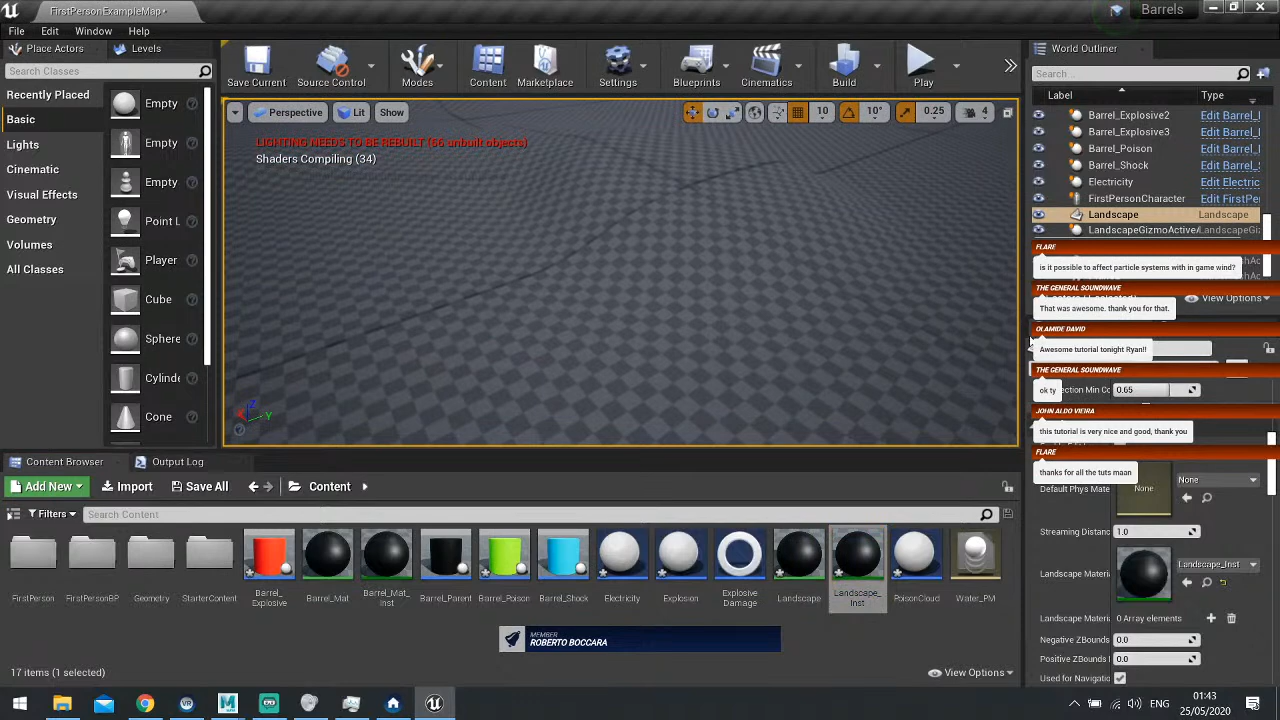 FirstPersonExampleMap•
Barrels
File Edit Window Help
Place Actors Levels
Search Classes
Recently Placed
Basic
Lights
Cinematic
Visual Effects
Geometry
Volumes
All Classes
Empty
Empty
Empty
Point L
Player
Cube
Sphere
Cylinde
Cone
Save Current Source Control Modes Content Marketplace Settings Blueprints Cinematics Build Play
Perspective Lit Show
10 10° 0.25 4
LIGHTING NEEDS TO BE REBUILT (66 unbuilt objects)
Shaders Compiling (34)
Z
Y
World Outliner
Search...
Label Type
Barrel_Explosive2 Edit Barrel_
Barrel_Explosive3 Edit Barrel_
Barrel_Poison Edit Barrel_
Barrel_Shock Edit Barrel_
Electricity Edit Electric
FirstPersonCharacter Edit FirstPe
Landscape Landscape
LandscapeGizmoActive LandscapeGiz
FLARE
is it possible to affect particle systems with in game wind?
THE GENERAL SOUNDWAVE
View Options
That was awesome. thank you for that.
OLAMIDE DAVID
Awesome tutorial tonight Ryan!!
THE GENERAL SOUNDWAVE
ok ty
ection Min Co 0.65
JOHN ALDO VIEIRA
this tutorial is very nice and good, thank you
FLARE
thanks for all the tuts maan
Default Phys Mate None None
Streaming Distanc 1.0
Landscape Material Landscape_Inst
Landscape Materia 0 Array elements
Negative ZBounds 0.0
Positive ZBounds 0.0
Used for Navigatio
Content Browser Output Log
Add New Import Save All Content
Filters Search Content
FirstPerson FirstPersonBP Geometry StarterContent Barrel_Explosive Barrel_Mat Barrel_Mat_Inst Barrel_Parent Barrel_Poison Barrel_Shock Electricity Explosion Explosive Damage Landscape Landscape_Inst PoisonCloud Water_PM
MEMBER
ROBERTO BOCCARA
17 items (1 selected)
View Options
ENG
01:43
25/05/2020